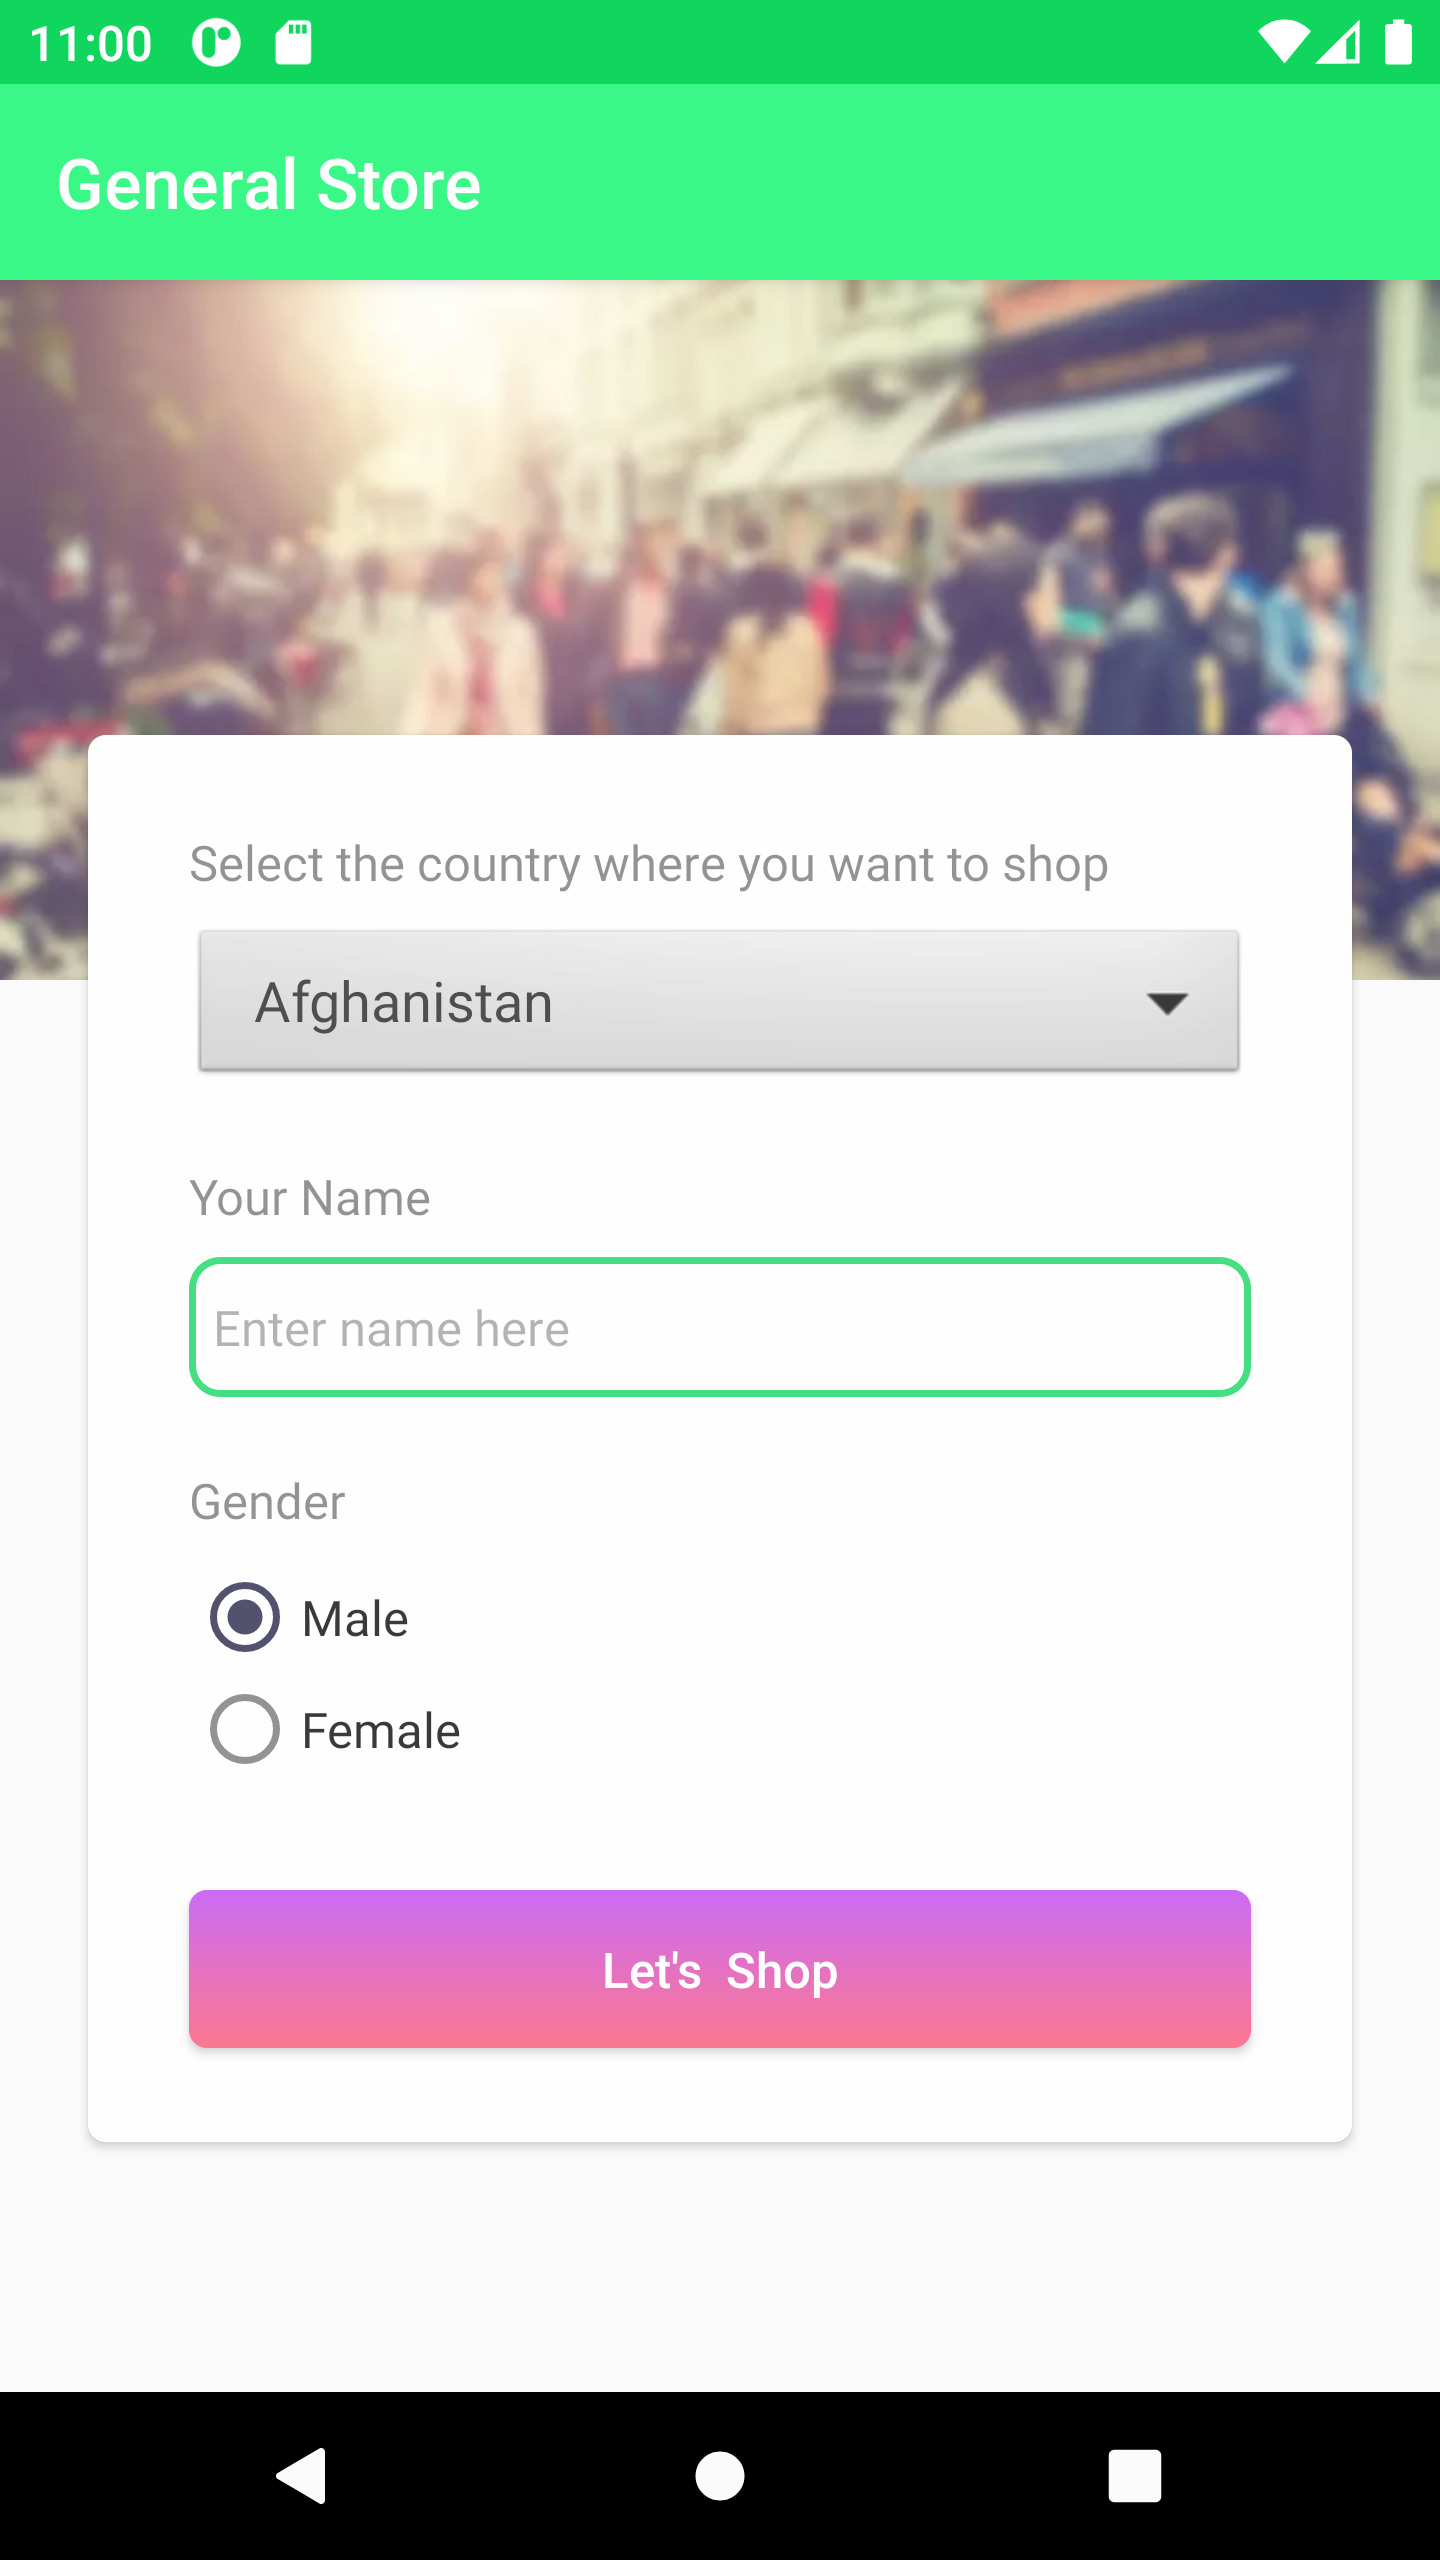 11:00
General Store
Select the country where you want to shop
Afghanistan
Your Name
Enter name here
Gender
Male
Female
Let's Shop